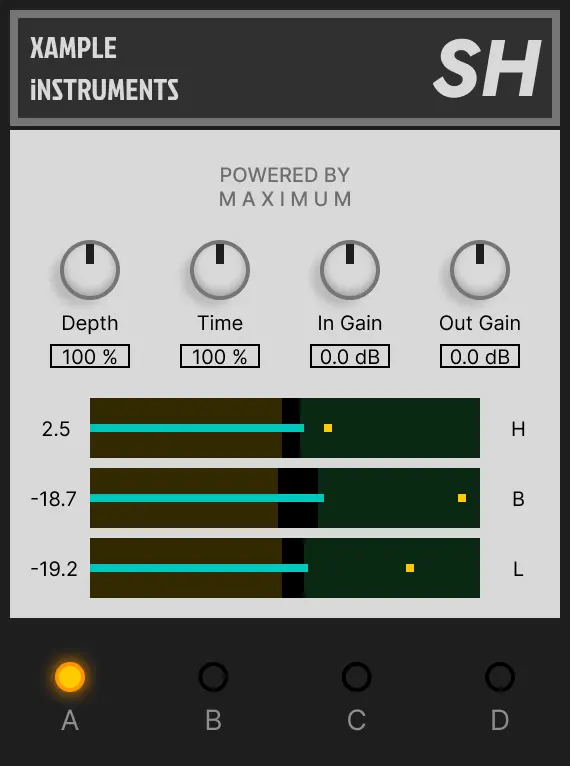 XAMPLE
iNSTRUMENTS
SH
POWERED BY
MAXIMUM
Depth Time In Gain Out Gain
100 % 100 % 0.0 dB 0.0 dB
2.5 H
-18.7 B
-19.2 L
A B C D